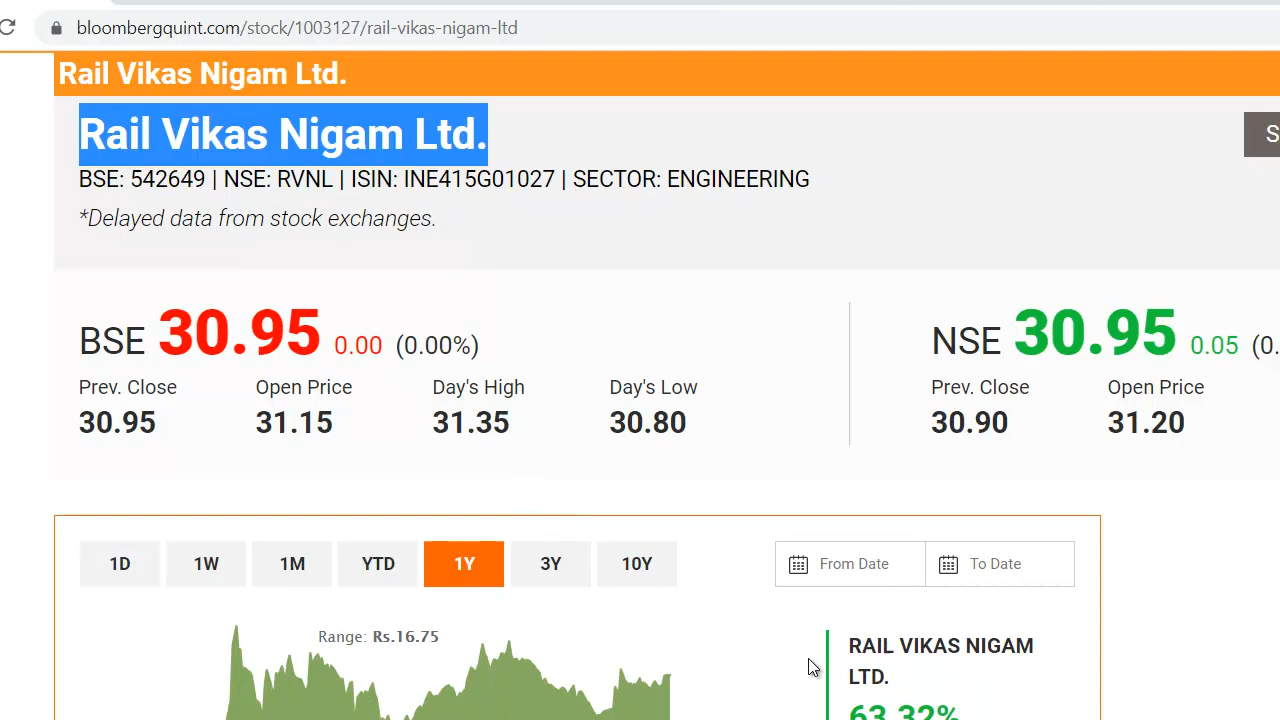 bloombergquint.com/stock/1003127/rail-vikas-nigam-ltd
Rail Vikas Nigam Ltd.
Rail Vikas Nigam Ltd.
S
BSE: 542649 | NSE: RVNL | ISIN: INE415G01027 | SECTOR: ENGINEERING
*Delayed data from stock exchanges.
BSE 30.95 0.00 (0.00%)
Prev. Close Open Price Day's High Day's Low
30.95 31.15 31.35 30.80
NSE 30.95 0.05 (0.
Prev. Close Open Price
30.90 31.20
1D 1W 1M YTD 1Y 3Y 10Y
From Date To Date
Range: Rs.16.75
RAIL VIKAS NIGAM
LTD.
63.32%